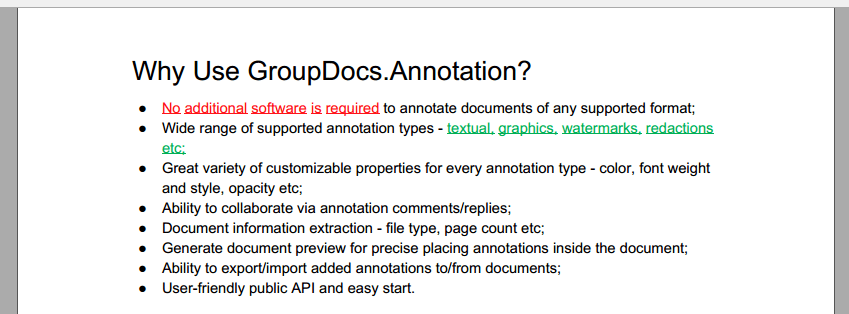 Why Use GroupDocs.Annotation?
● No additional software is required to annotate documents of any supported format;
● Wide range of supported annotation types - textual, graphics, watermarks, redactions
etc;
● Great variety of customizable properties for every annotation type - color, font weight
and style, opacity etc;
● Ability to collaborate via annotation comments/replies;
● Document information extraction - file type, page count etc;
● Generate document preview for precise placing annotations inside the document;
● Ability to export/import added annotations to/from documents;
● User-friendly public API and easy start.